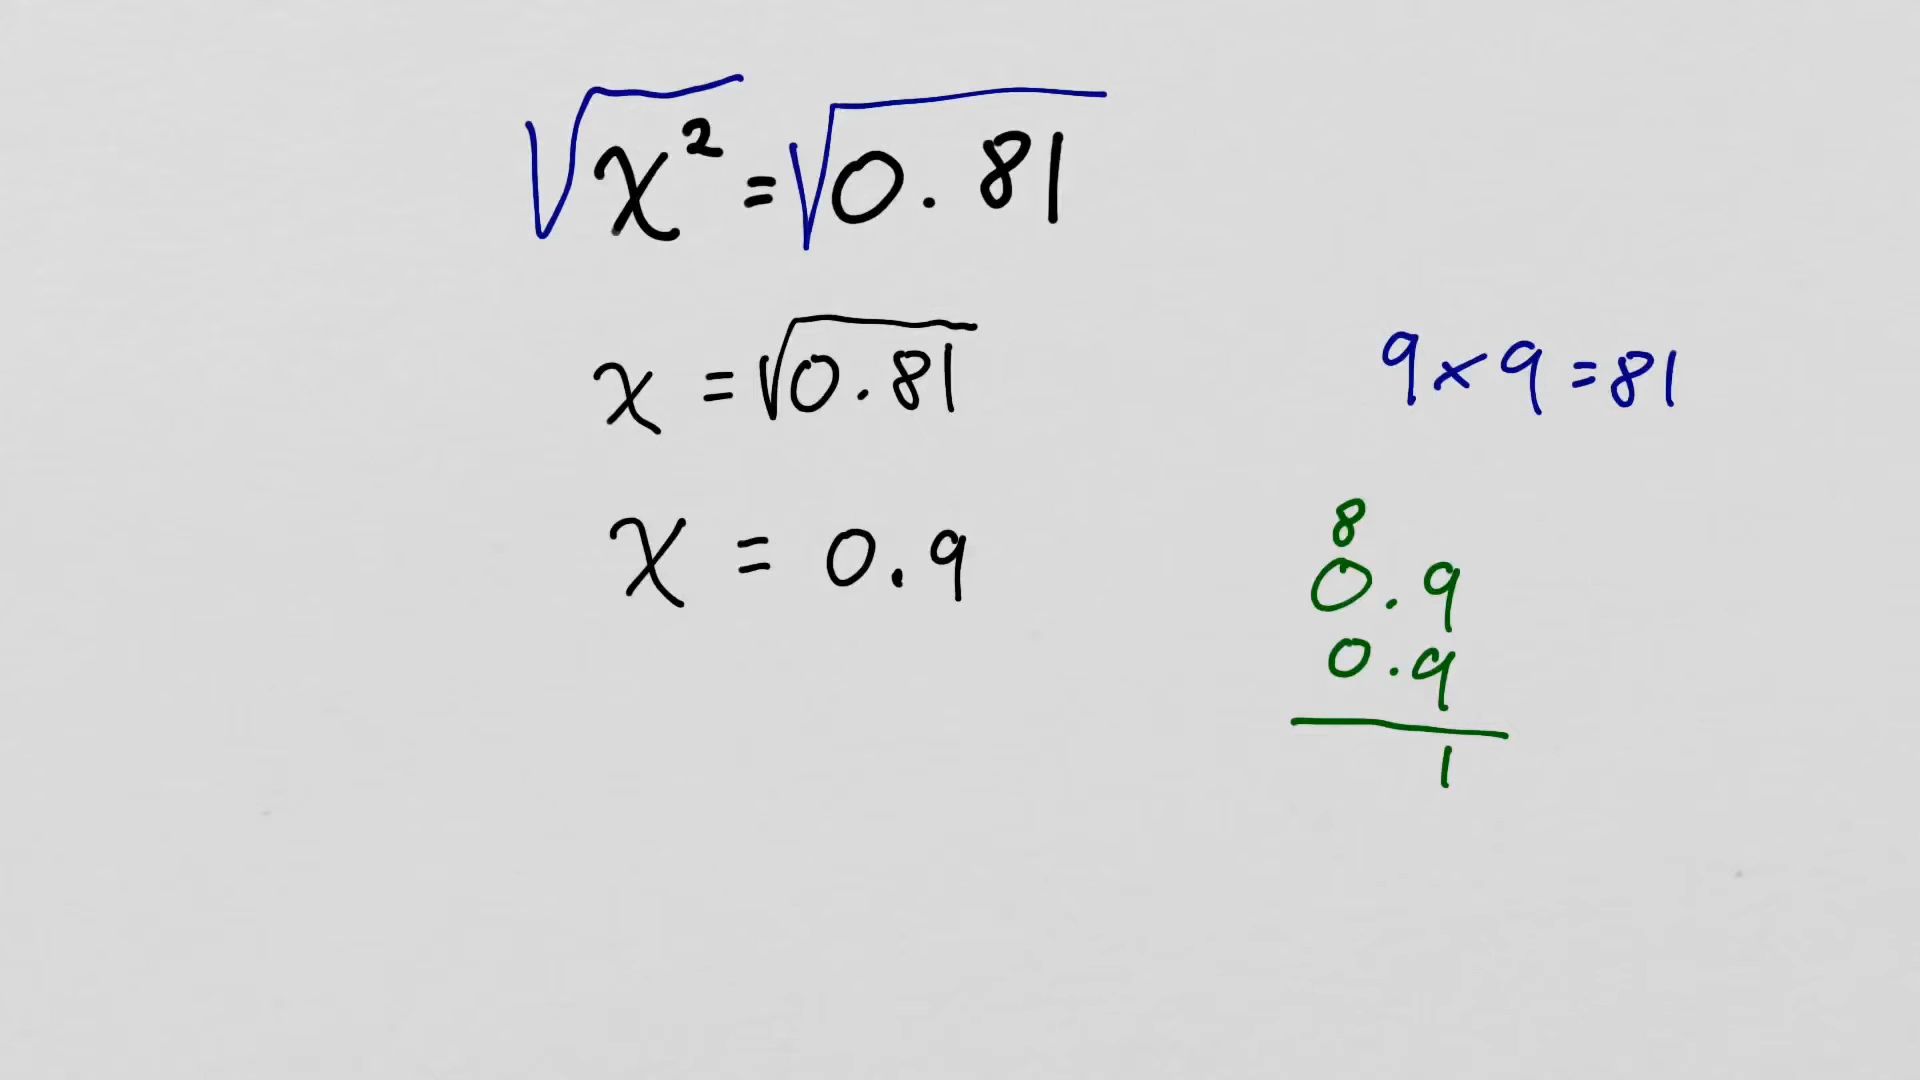 √x² = √0.81
x = √0.81
x = 0.9
9 × 9 = 81
8
0.9
0.9
1